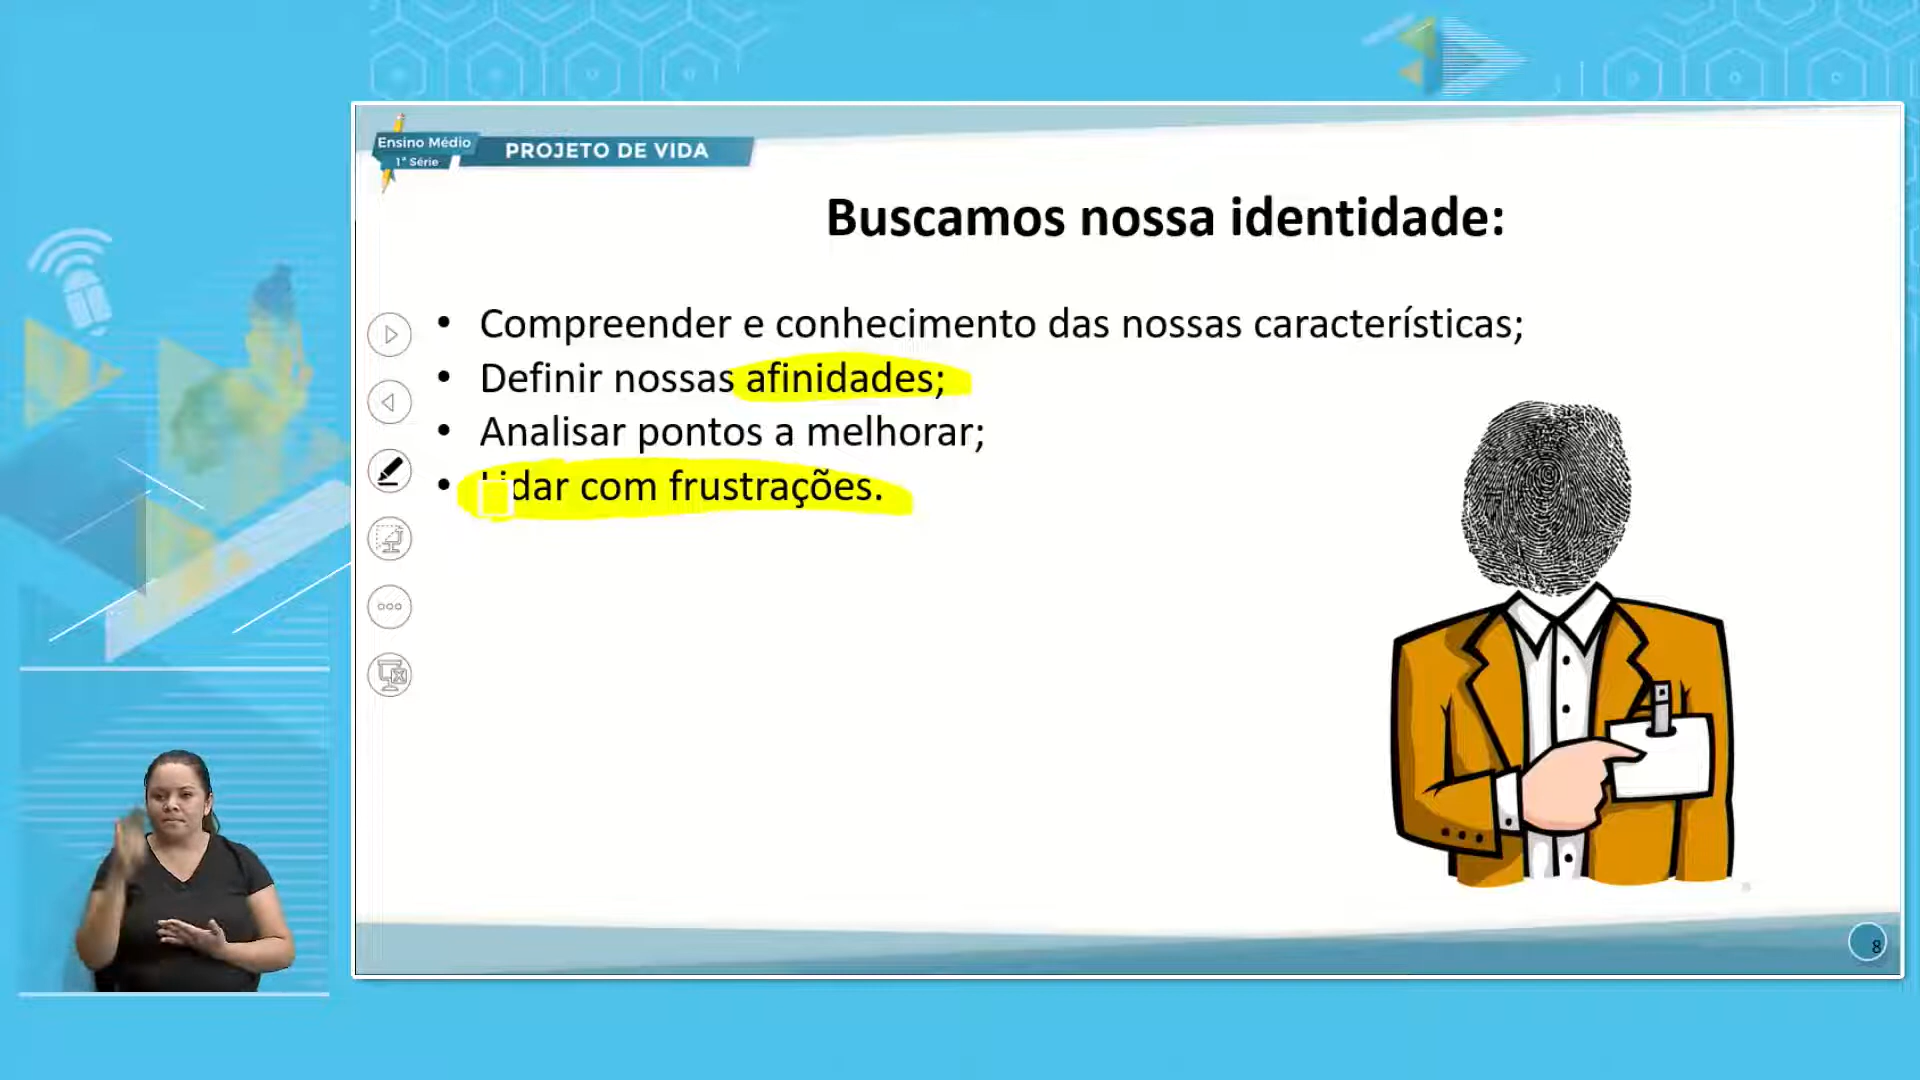 Ensino Médio
1ª Série
PROJETO DE VIDA
Buscamos nossa identidade:
• Compreender e conhecimento das nossas características;
• Definir nossas afinidades;
• Analisar pontos a melhorar;
• Lidar com frustrações.
8